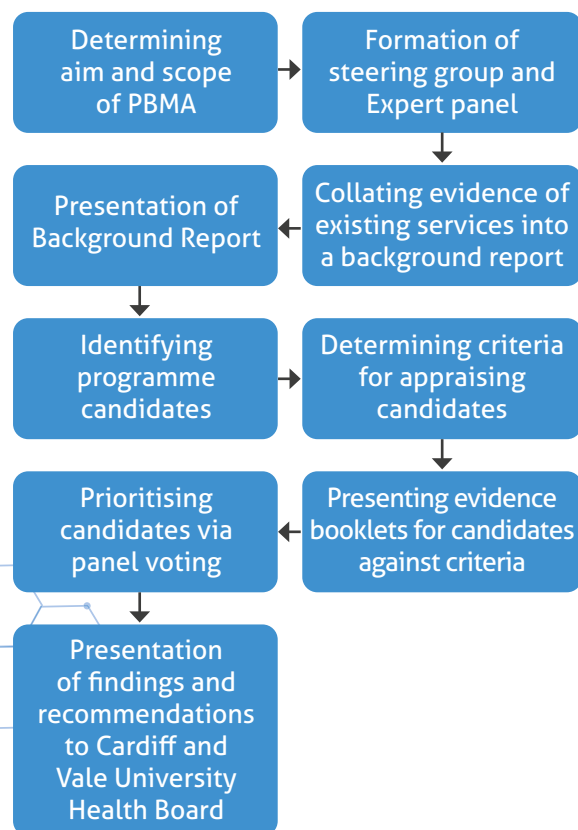 Determining
aim and scope
of PBMA
Formation of
steering group and
Expert panel
Collating evidence of
existing services into
a background report
Presentation of
Background Report
Identifying
programme
candidates
Determining criteria
for appraising
candidates
Presenting evidence
booklets for candidates
against criteria
Prioritising
candidates via
panel voting
Presentation
of findings and
recommendations
to Cardiff and
Vale University
Health Board